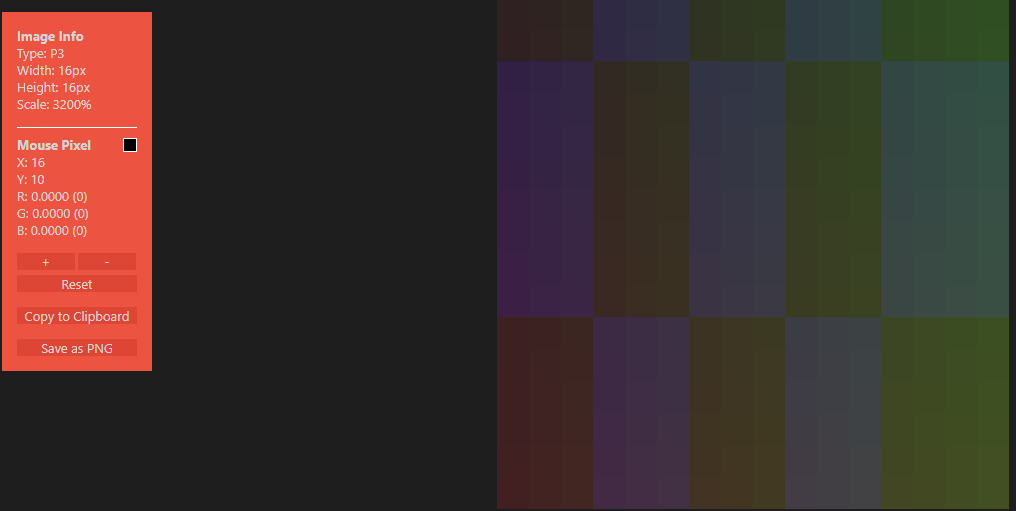 Image Info
Type: P3
Width: 16px
Height: 16px
Scale: 3200%
Mouse Pixel
X: 16
Y: 10
R: 0.0000 (0)
G: 0.0000 (0)
B: 0.0000 (0)
+ -
Reset
Copy to Clipboard
Save as PNG